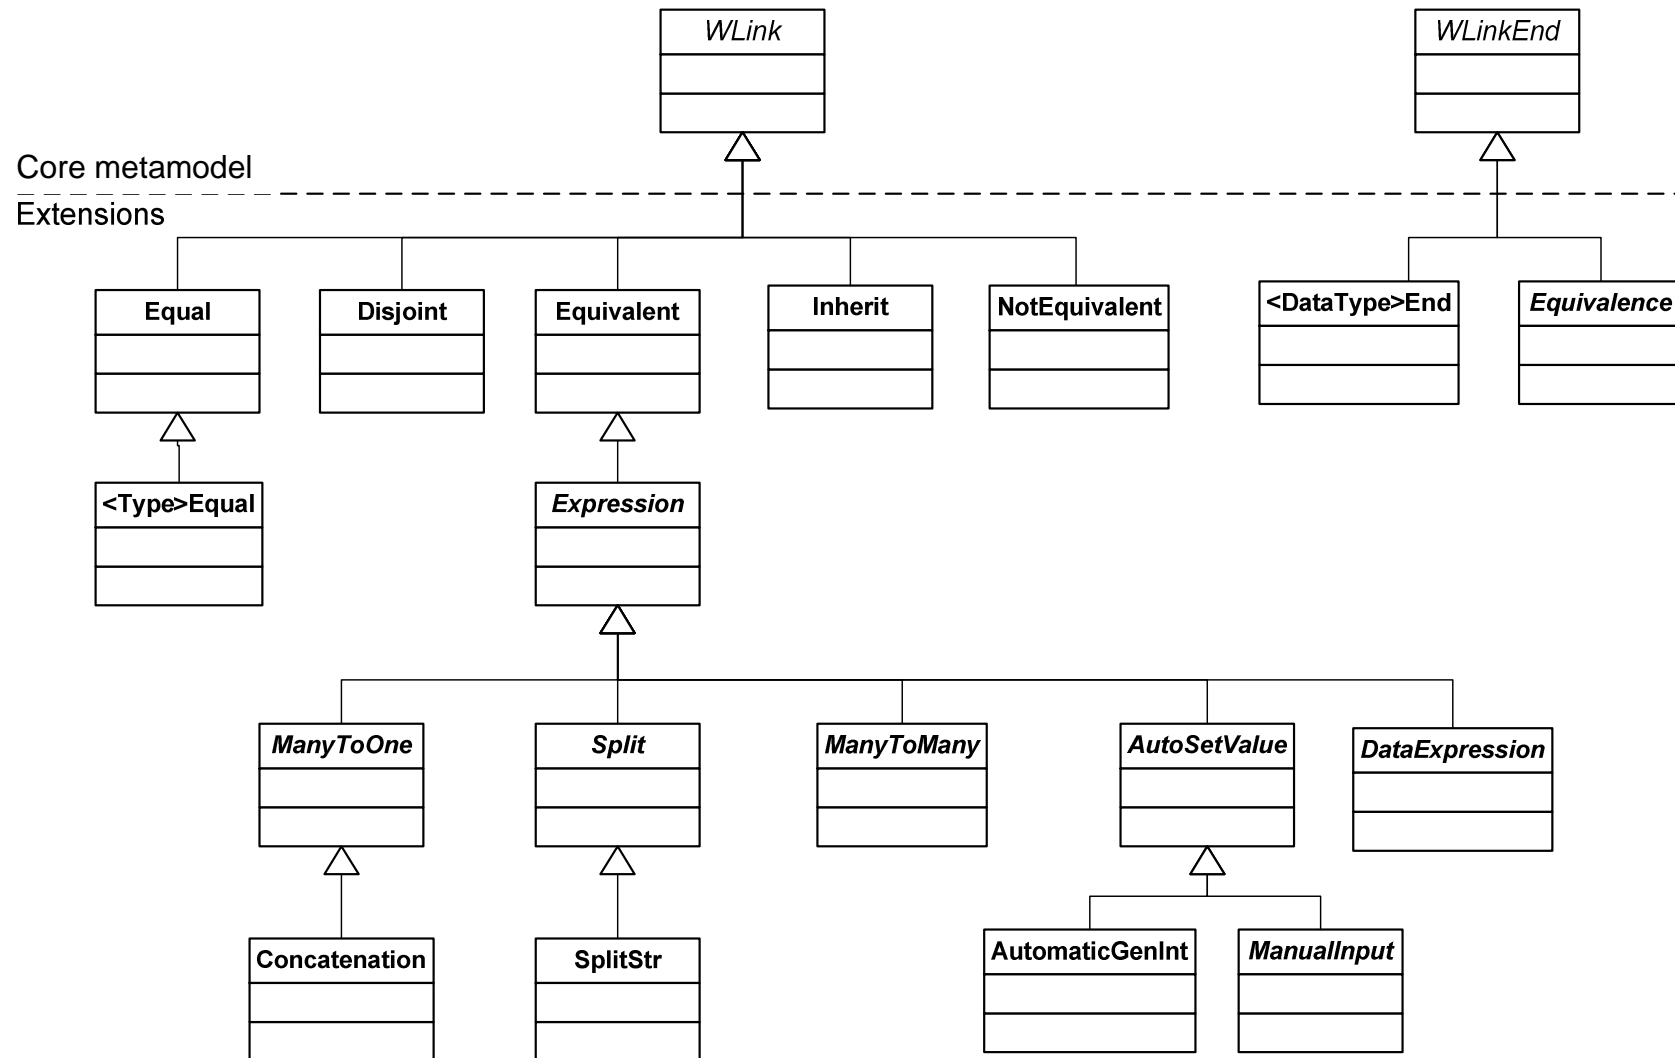 WLink
WLinkEnd
Core metamodel
Extensions
Equal
Disjoint
Equivalent
Inherit
NotEquivalent
<DataType>End
Equivalence
<Type>Equal
Expression
ManyToOne
Split
ManyToMany
AutoSetValue
DataExpression
Concatenation
SplitStr
AutomaticGenInt
ManualInput